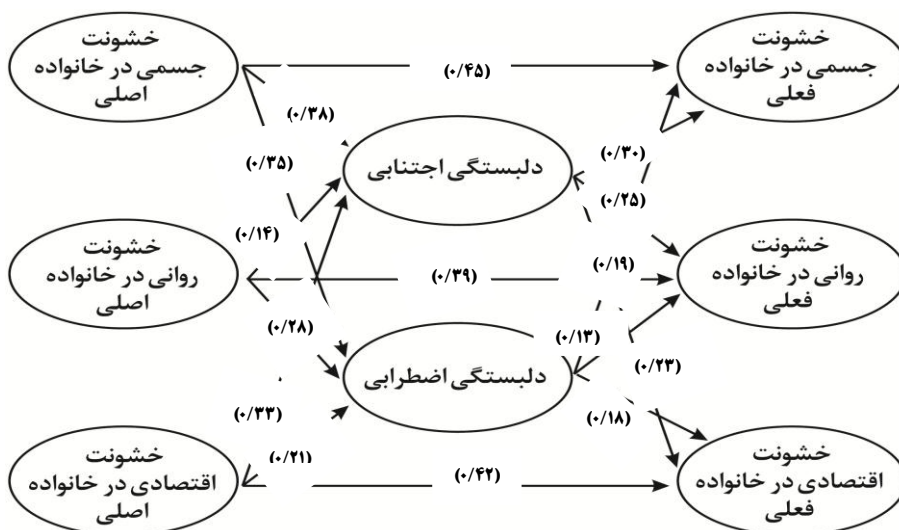 خشونت
جسمی در خانواده
اصلی
(۰/۴۵)
خشونت
جسمی در خانواده
فعلی
(۰/۳۸)
دلبستگی اجتنابی
(۰/۳۰)
(۰/۳۵)
(۰/۲۵)
(۰/۱۴)
خشونت
روانی در خانواده
اصلی
(۰/۳۹)
(۰/۱۹)
خشونت
روانی در خانواده
فعلی
(۰/۲۸)
(۰/۱۳)
دلبستگی اضطرابی
(۰/۲۳)
(۰/۳۳)
(۰/۱۸)
(۰/۲۱)
خشونت
اقتصادی در خانواده
اصلی
(۰/۴۲)
خشونت
اقتصادی در خانواده
فعلی